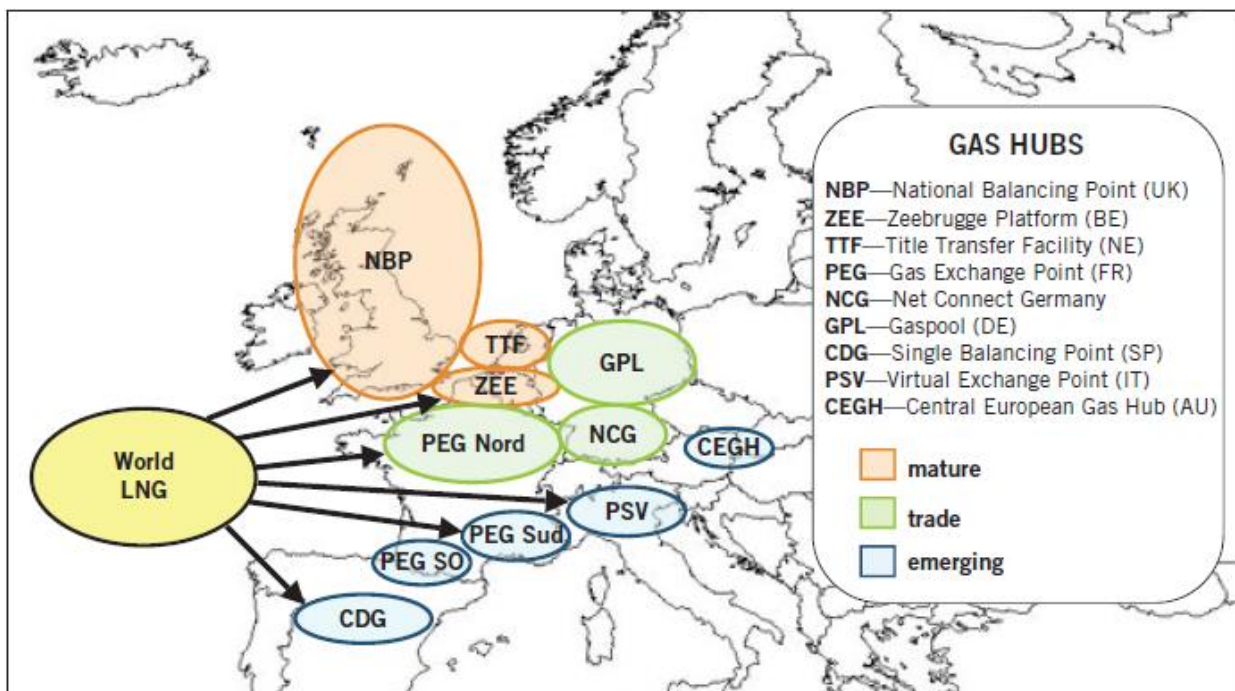 NBP
TTF
GPL
ZEE
PEG Nord
NCG
CEGH
World
LNG
PSV
PEG Sud
PEG SO
CDG
GAS HUBS
NBP—National Balancing Point (UK)
ZEE—Zeebrugge Platform (BE)
TTF—Title Transfer Facility (NE)
PEG—Gas Exchange Point (FR)
NCG—Net Connect Germany
GPL—Gaspool (DE)
CDG—Single Balancing Point (SP)
PSV—Virtual Exchange Point (IT)
CEGH—Central European Gas Hub (AU)
mature
trade
emerging